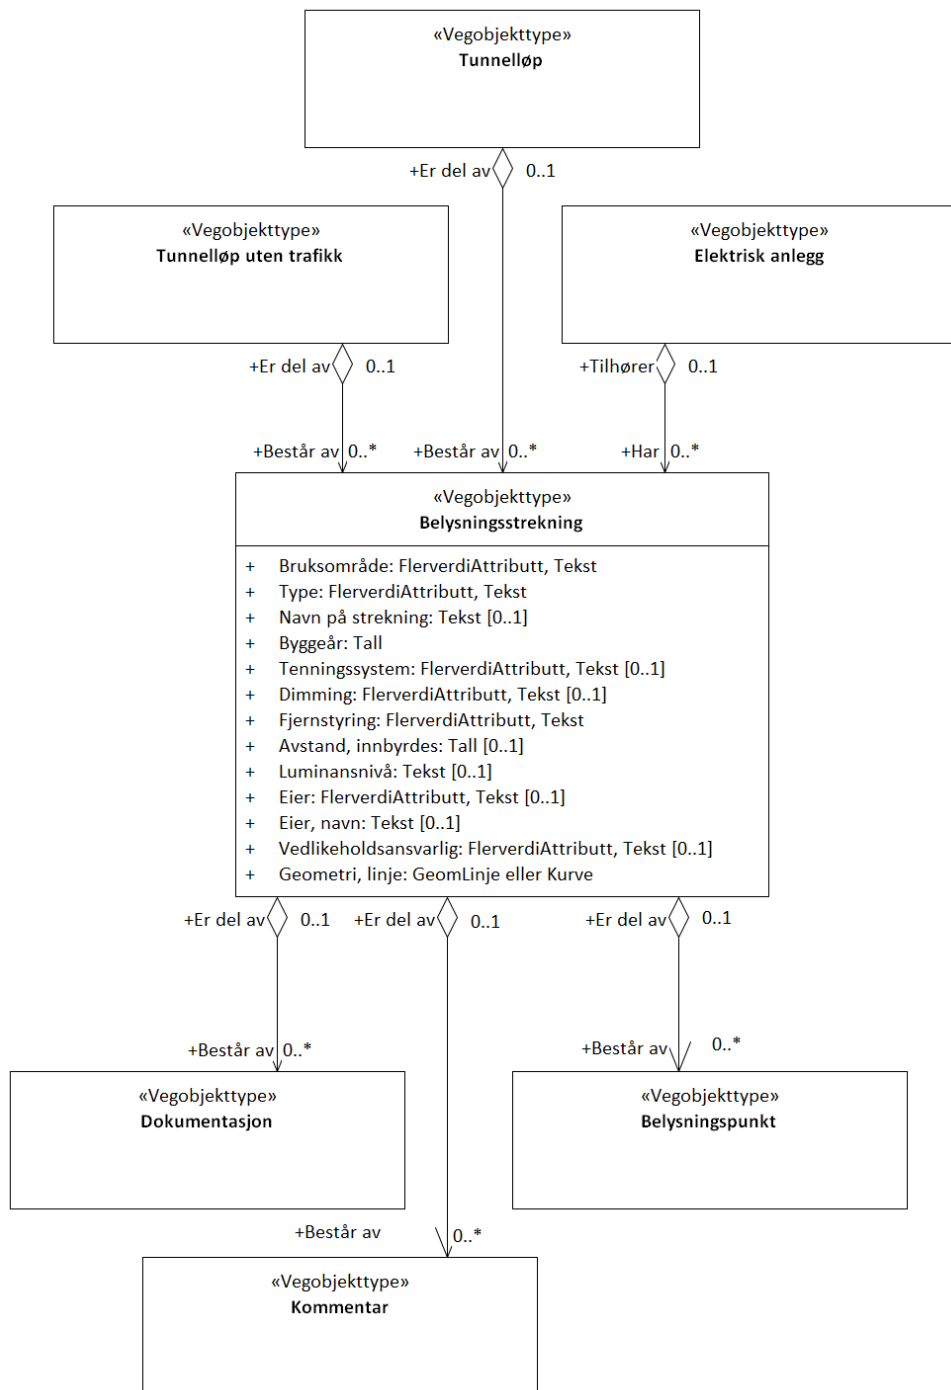 «Vegobjekttype»
Tunnelløp
+Er del av 0..1
«Vegobjekttype»
Tunnelløp uten trafikk
«Vegobjekttype»
Elektrisk anlegg
+Er del av 0..1
+Tilhører 0..1
+Består av 0..*
+Består av 0..*
+Har 0..*
«Vegobjekttype»
Belysningsstrekning
+ Bruksområde: FlerverdiAttributt, Tekst
+ Type: FlerverdiAttributt, Tekst
+ Navn på strekning: Tekst [0..1]
+ Byggeår: Tall
+ Tenningssystem: FlerverdiAttributt, Tekst [0..1]
+ Dimming: FlerverdiAttributt, Tekst [0..1]
+ Fjernstyring: FlerverdiAttributt, Tekst
+ Avstand, innbyrdes: Tall [0..1]
+ Luminansnivå: Tekst [0..1]
+ Eier: FlerverdiAttributt, Tekst [0..1]
+ Eier, navn: Tekst [0..1]
+ Vedlikeholdsansvarlig: FlerverdiAttributt, Tekst [0..1]
+ Geometri, linje: GeomLinje eller Kurve
+Er del av 0..1
+Er del av 0..1
+Er del av 0..1
+Består av 0..*
+Består av 0..*
«Vegobjekttype»
Dokumentasjon
«Vegobjekttype»
Belysningspunkt
+Består av 0..*
«Vegobjekttype»
Kommentar